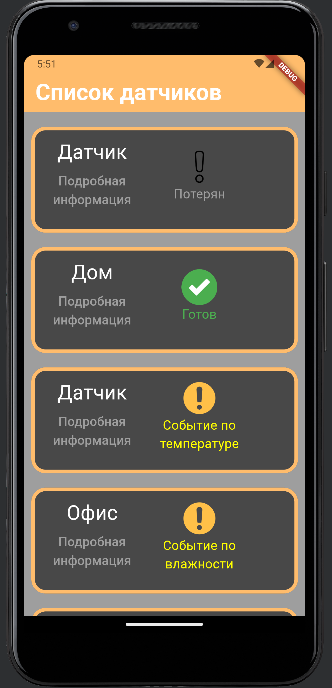 5:51
DEBUG
Список датчиков
Датчик
Подробная
информация
Потерян
Дом
Подробная
информация
Готов
Датчик
Подробная
информация
Событие по
температуре
Офис
Подробная
информация
Событие по
влажности